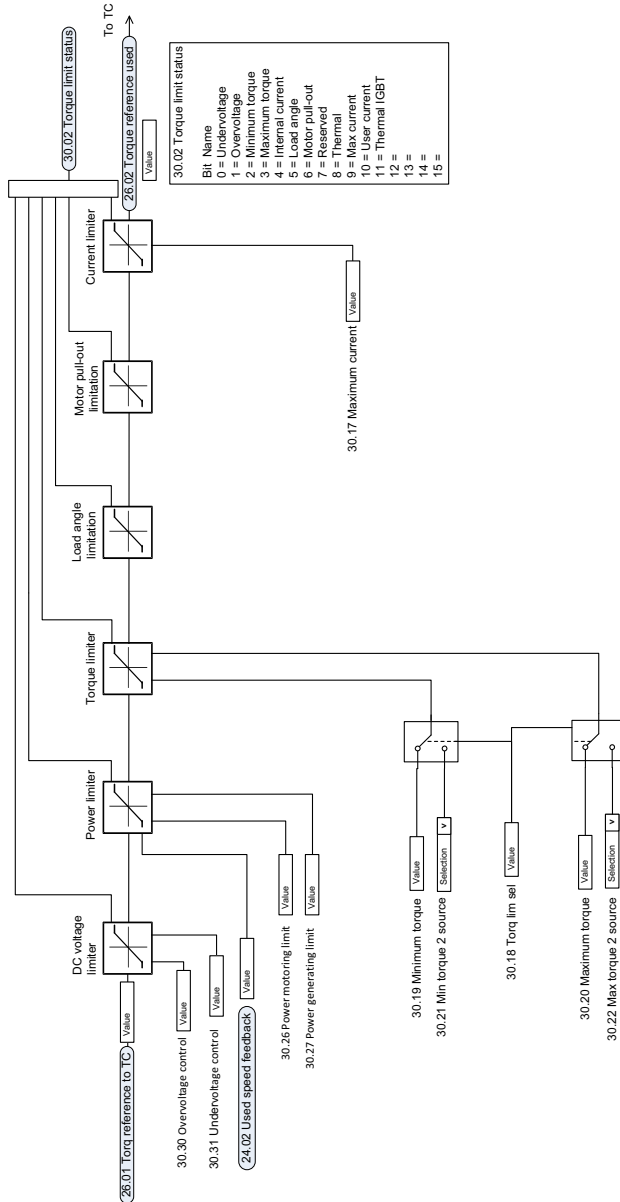 26.01 Torq reference to TC
Value
30.30 Overvoltage control
Value
30.31 Undervoltage control
Value
24.02 Used speed feedback
Value
DC voltage
limiter
30.26 Power motoring limit
Value
30.27 Power generating limit
Value
Power limiter
30.19 Minimum torque
Value
30.21 Min torque 2 source
Selection
v
30.18 Torq lim sel
Value
30.20 Maximum torque
Value
30.22 Max torque 2 source
Selection
v
Torque limiter
Load angle
limitation
Motor pull-out
limitation
30.17 Maximum current
Value
Current limiter
30.02 Torque limit status
26.02 Torque reference used
Value
To TC
30.02 Torque limit status
Bit Name
0 = Undervoltage
1 = Overvoltage
2 = Minimum torque
3 = Maximum torque
4 = Internal current
5 = Load angle
6 = Motor pull-out
7 = Reserved
8 = Thermal
9 = Max current
10 = User current
11 = Thermal IGBT
12 =
13 =
14 =
15 =